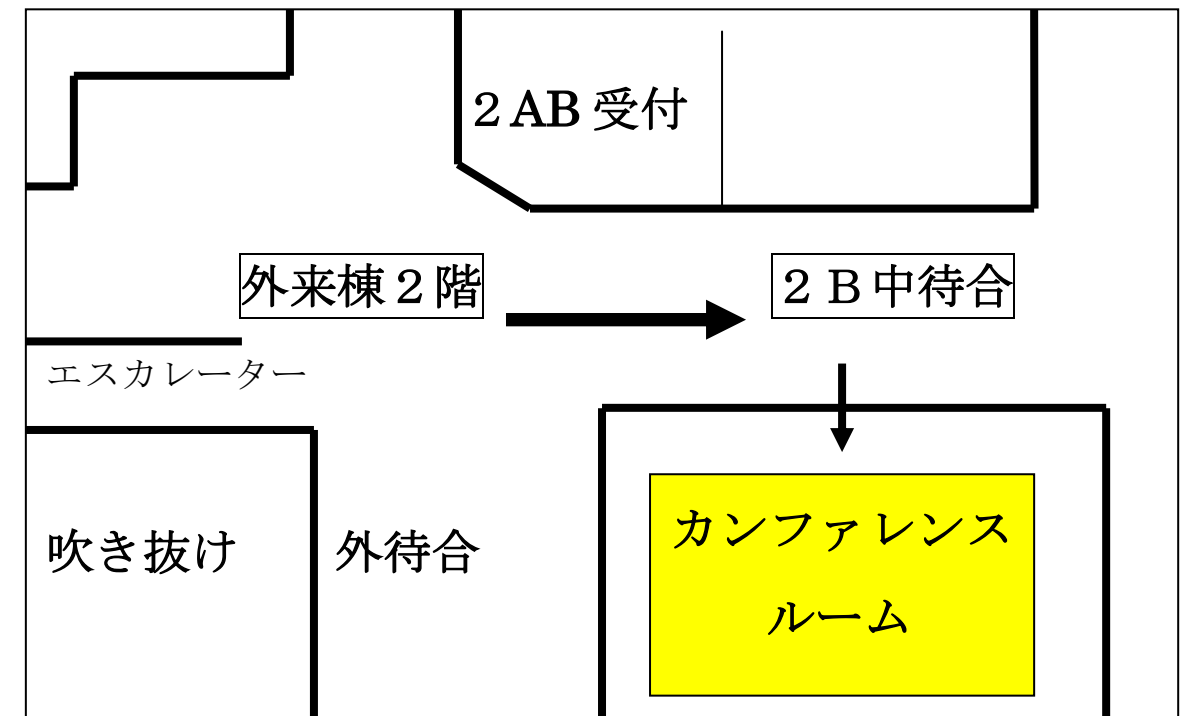 ２AB 受付
外来棟２階
２Ｂ中待合
エスカレーター
吹き抜け
外待合
カンファレンス
ルーム